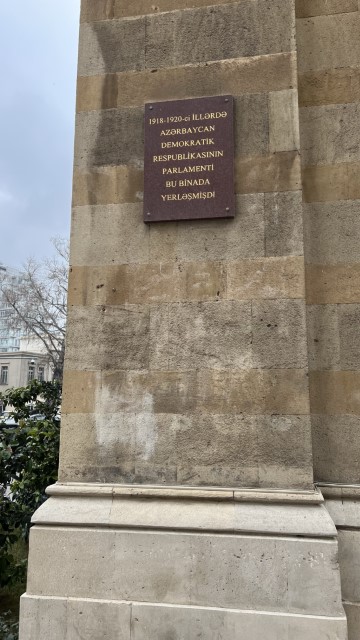 1918-1920-ci İLLƏRDƏ
AZƏRBAYCAN
DEMOKRATİK
RESPUBLİKASININ
PARLAMENTİ
BU BİNADA
YERLƏŞMİŞDİ